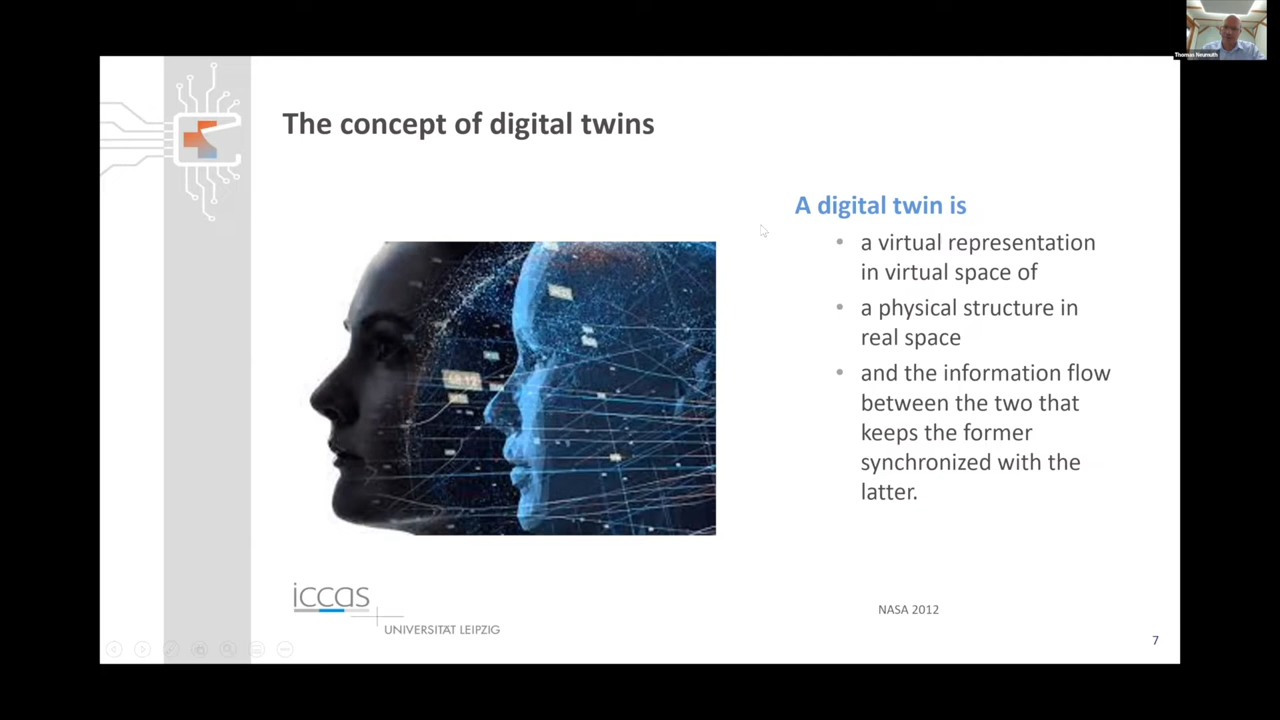 Thomas Neumuth
The concept of digital twins
A digital twin is
• a virtual representation
in virtual space of
• a physical structure in
real space
• and the information flow
between the two that
keeps the former
synchronized with the
latter.
iccas
UNIVERSITÄT LEIPZIG
NASA 2012
7